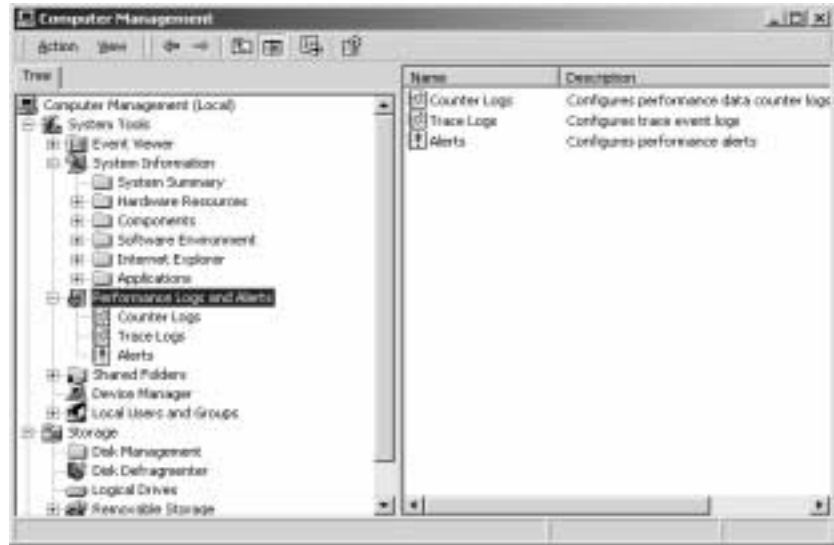 Computer Management
Action View
Tree
Name Description
Computer Management (Local)
System Tools
Event Viewer
System Information
System Summary
Hardware Resources
Components
Software Environment
Internet Explorer
Applications
Performance Logs and Alerts
Counter Logs
Trace Logs
Alerts
Shared Folders
Device Manager
Local Users and Groups
Storage
Disk Management
Disk Defragmenter
Logical Drives
Removable Storage
Counter Logs Configures performance data counter logs
Trace Logs Configures trace event logs
Alerts Configures performance alerts